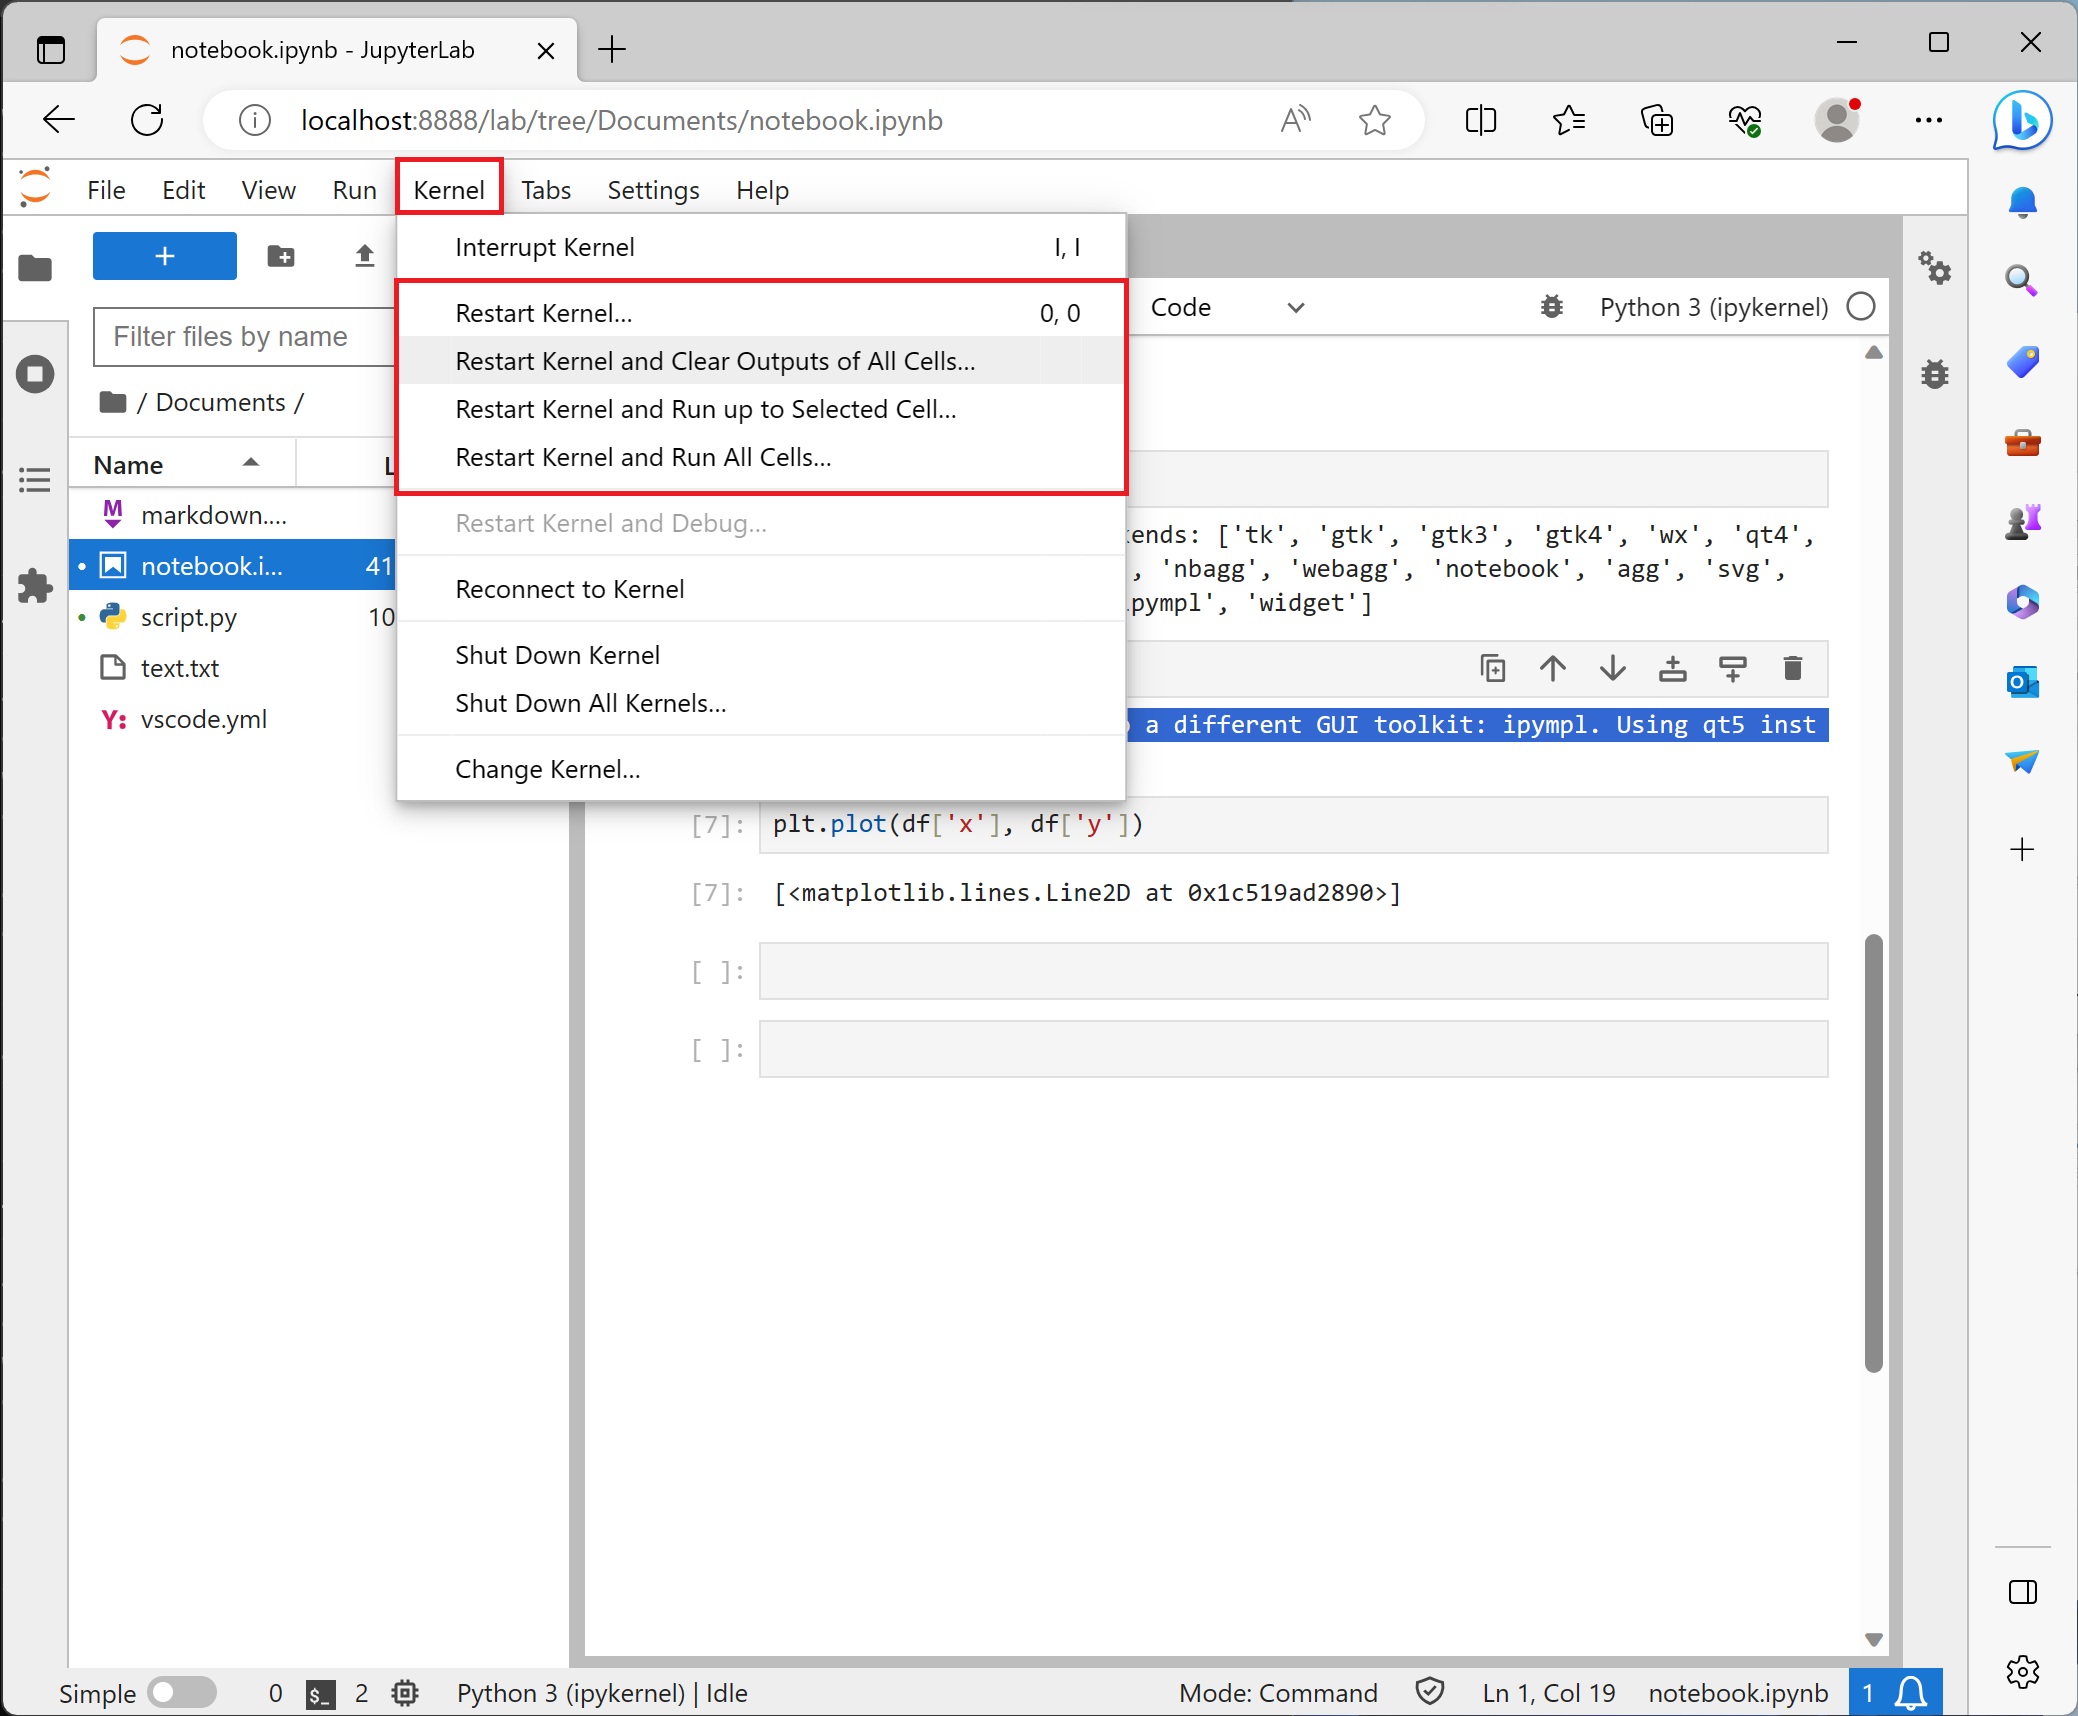 notebook.ipynb - JupyterLab
localhost:8888/lab/tree/Documents/notebook.ipynb
File Edit View Run Kernel Tabs Settings Help
Interrupt Kernel I, I
Restart Kernel... 0, 0
Restart Kernel and Clear Outputs of All Cells...
Restart Kernel and Run up to Selected Cell...
Restart Kernel and Run All Cells...
Restart Kernel and Debug...
Reconnect to Kernel
Shut Down Kernel
Shut Down All Kernels...
Change Kernel...
Filter files by name
/ Documents /
Name
markdown....
notebook.i... 41
script.py 10
text.txt
vscode.yml
Code Python 3 (ipykernel)
: ['tk', 'gtk', 'gtk3', 'gtk4', 'wx', 'qt4',
, 'nbagg', 'webagg', 'notebook', 'agg', 'svg',
pympl', 'widget']
a different GUI toolkit: ipympl. Using qt5 inst
[7]: plt.plot(df['x'], df['y'])
[7]: [<matplotlib.lines.Line2D at 0x1c519ad2890>]
[ ]:
[ ]:
Simple 0 $_ 2 Python 3 (ipykernel) | Idle Mode: Command Ln 1, Col 19 notebook.ipynb 1